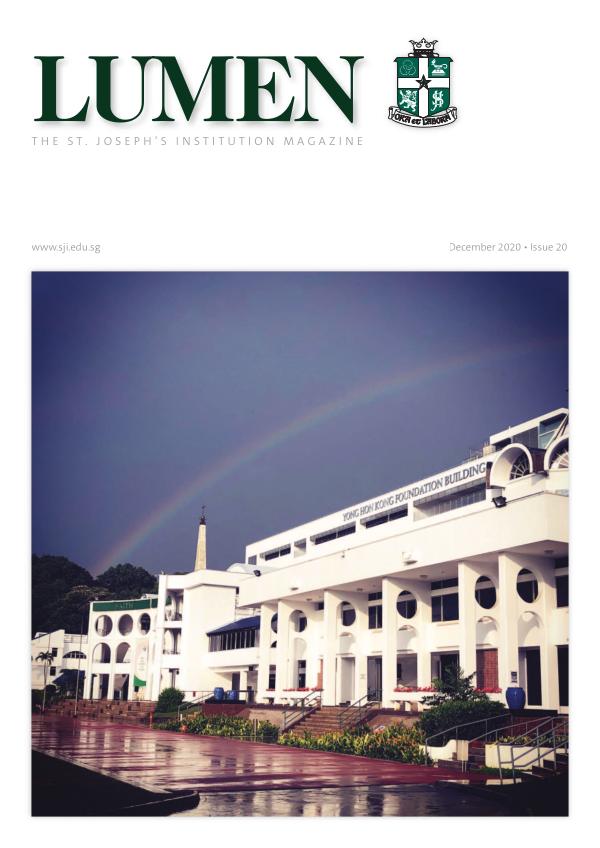 LUMEN
ORA et LABORA
THE ST. JOSEPH'S INSTITUTION MAGAZINE
www.sji.edu.sg
December 2020 • Issue 20
YONG HON KONG FOUNDATION BUILDING
FAITH